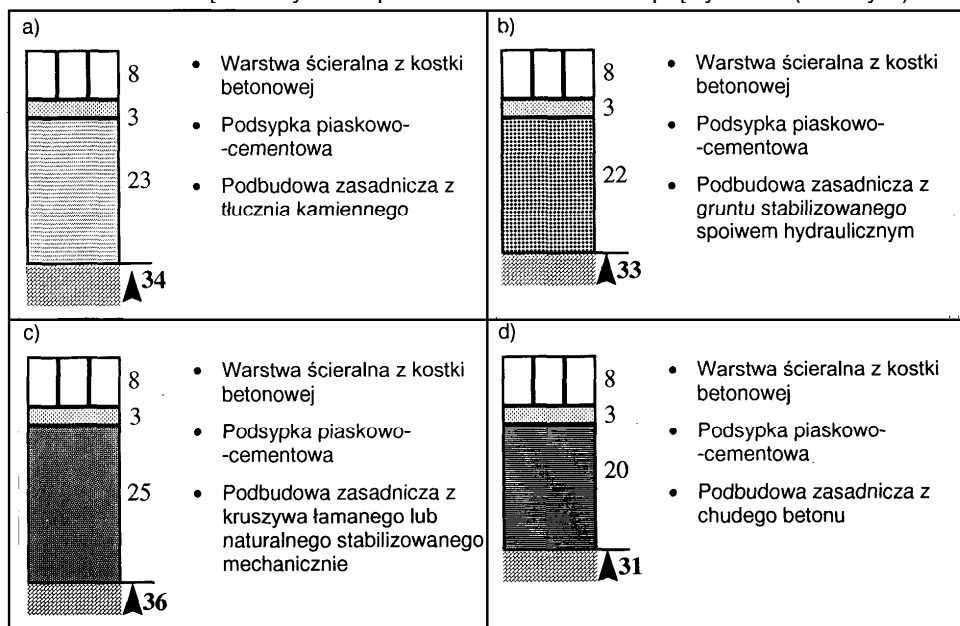 a)
8
3
23
34
• Warstwa ścieralna z kostki
betonowej
• Podsypka piaskowo-
-cementowa
• Podbudowa zasadnicza z
tłucznia kamiennego
b)
8
3
22
33
• Warstwa ścieralna z kostki
betonowej
• Podsypka piaskowo-
-cementowa
• Podbudowa zasadnicza z
gruntu stabilizowanego
spoiwem hydraulicznym
c)
8
3
25
36
• Warstwa ścieralna z kostki
betonowej
• Podsypka piaskowo-
-cementowa
• Podbudowa zasadnicza z
kruszywa łamanego lub
naturalnego stabilizowanego
mechanicznie
d)
8
3
20
31
• Warstwa ścieralna z kostki
betonowej
• Podsypka piaskowo-
-cementowa
• Podbudowa zasadnicza z
chudego betonu